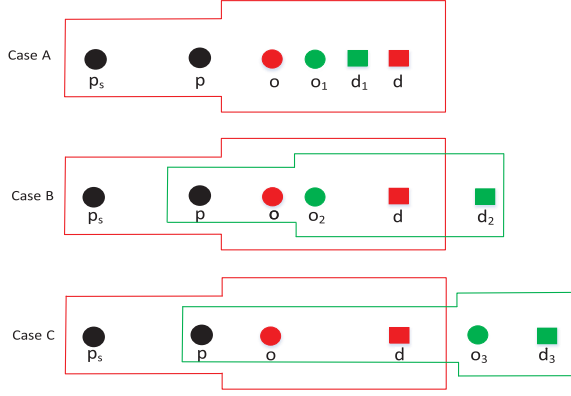 Case A
pₛ p o o₁ d₁ d
Case B
pₛ p o o₂ d d₂
Case C
pₛ p o d o₃ d₃